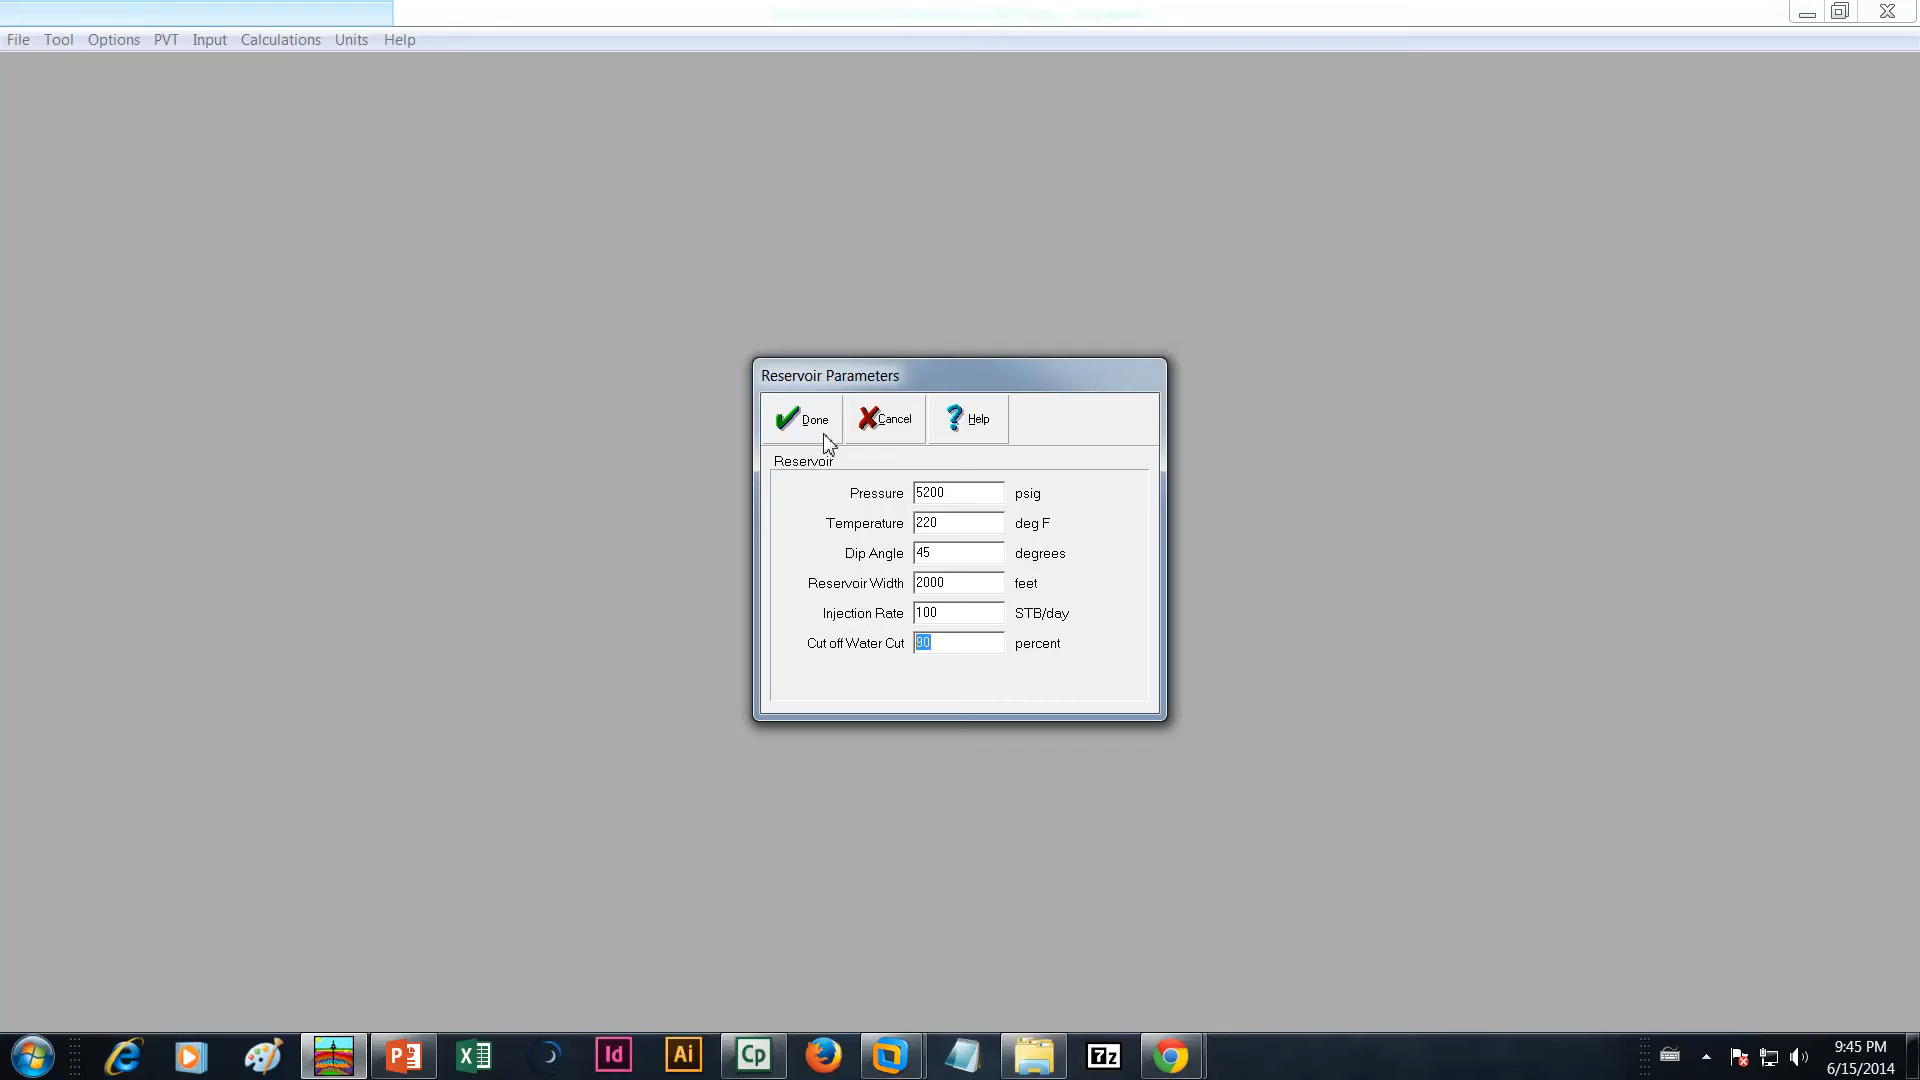 File Tool Options PVT Input Calculations Units Help
Reservoir Parameters
Done Cancel Help
Reservoir
Pressure 5200 psig
Temperature 220 deg F
Dip Angle 45 degrees
Reservoir Width 2000 feet
Injection Rate 100 STB/day
Cut off Water Cut 90 percent
P Id Ai Cp 7z
9:45 PM
6/15/2014